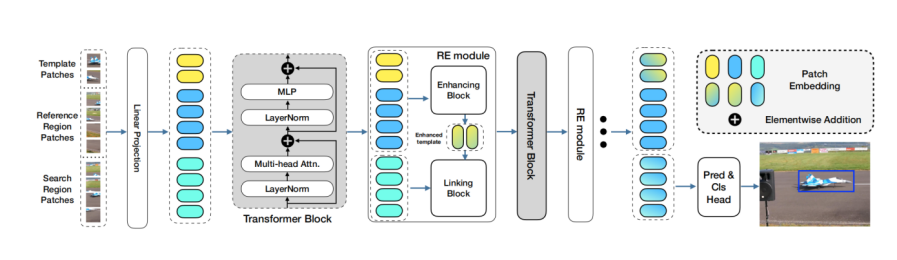 Template
Patches
Reference
Region
Patches
Search
Region
Patches
Linear Projection
MLP
LayerNorm
Multi-head Attn.
LayerNorm
Transformer Block
RE module
Enhancing
Block
Enhanced
template
Linking
Block
Transformer Block
RE module
Pred &
Cls
Head
Patch
Embedding
Elementwise Addition